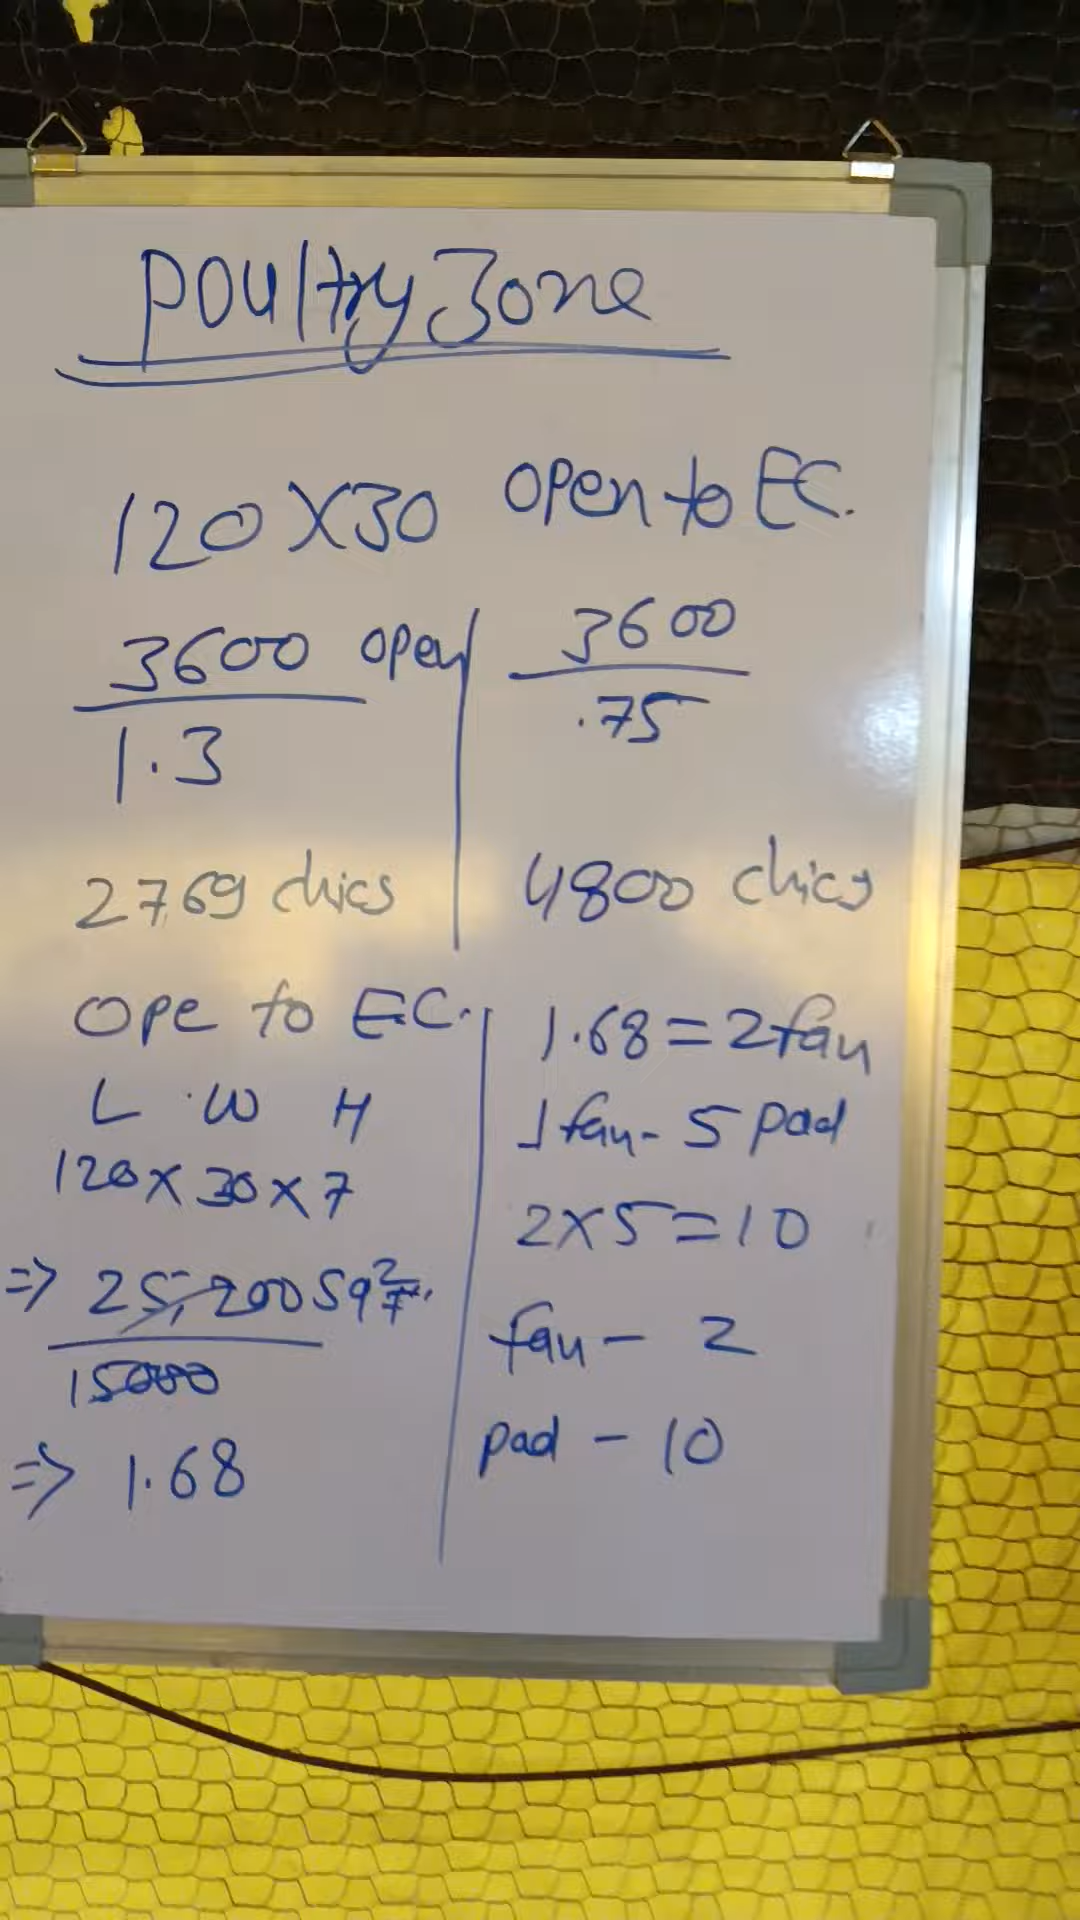 Poultry Zone
120 X 30 open to EC.
3600 open
1.3
2769 chics
3600
.75
4800 chics
Ope to E.C.
L . W H
120 x 30 x 7
=> 25,200 Sq
15000
=> 1.68
1.68 = 2 fan
1 fan - 5 pad
2 x 5 = 10
fan - 2
pad - 10